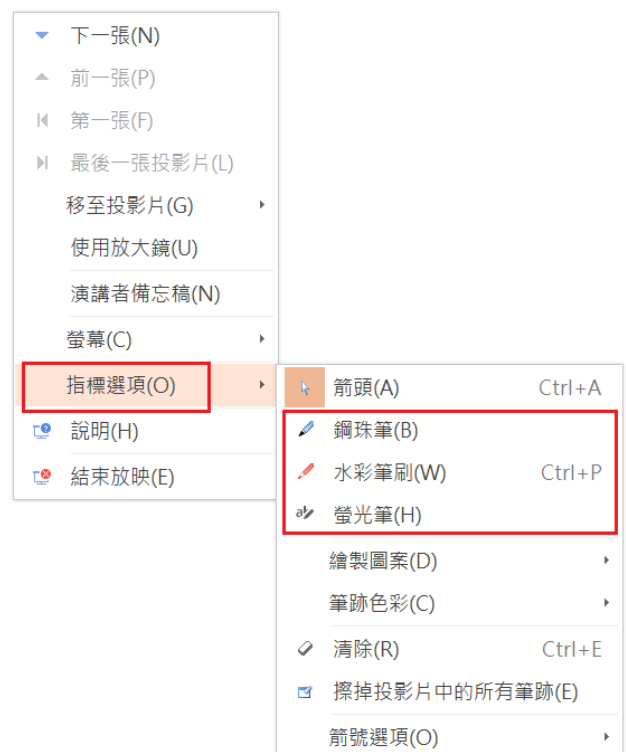 下一張(N)
前一張(P)
第一張(F)
最後一張投影片(L)
移至投影片(G)
使用放大鏡(U)
演講者備忘稿(N)
螢幕(C)
指標選項(O)
說明(H)
結束放映(E)
箭頭(A) Ctrl+A
鋼珠筆(B)
水彩筆刷(W) Ctrl+P
螢光筆(H)
繪製圖案(D)
筆跡色彩(C)
清除(R) Ctrl+E
擦掉投影片中的所有筆跡(E)
箭號選項(O)